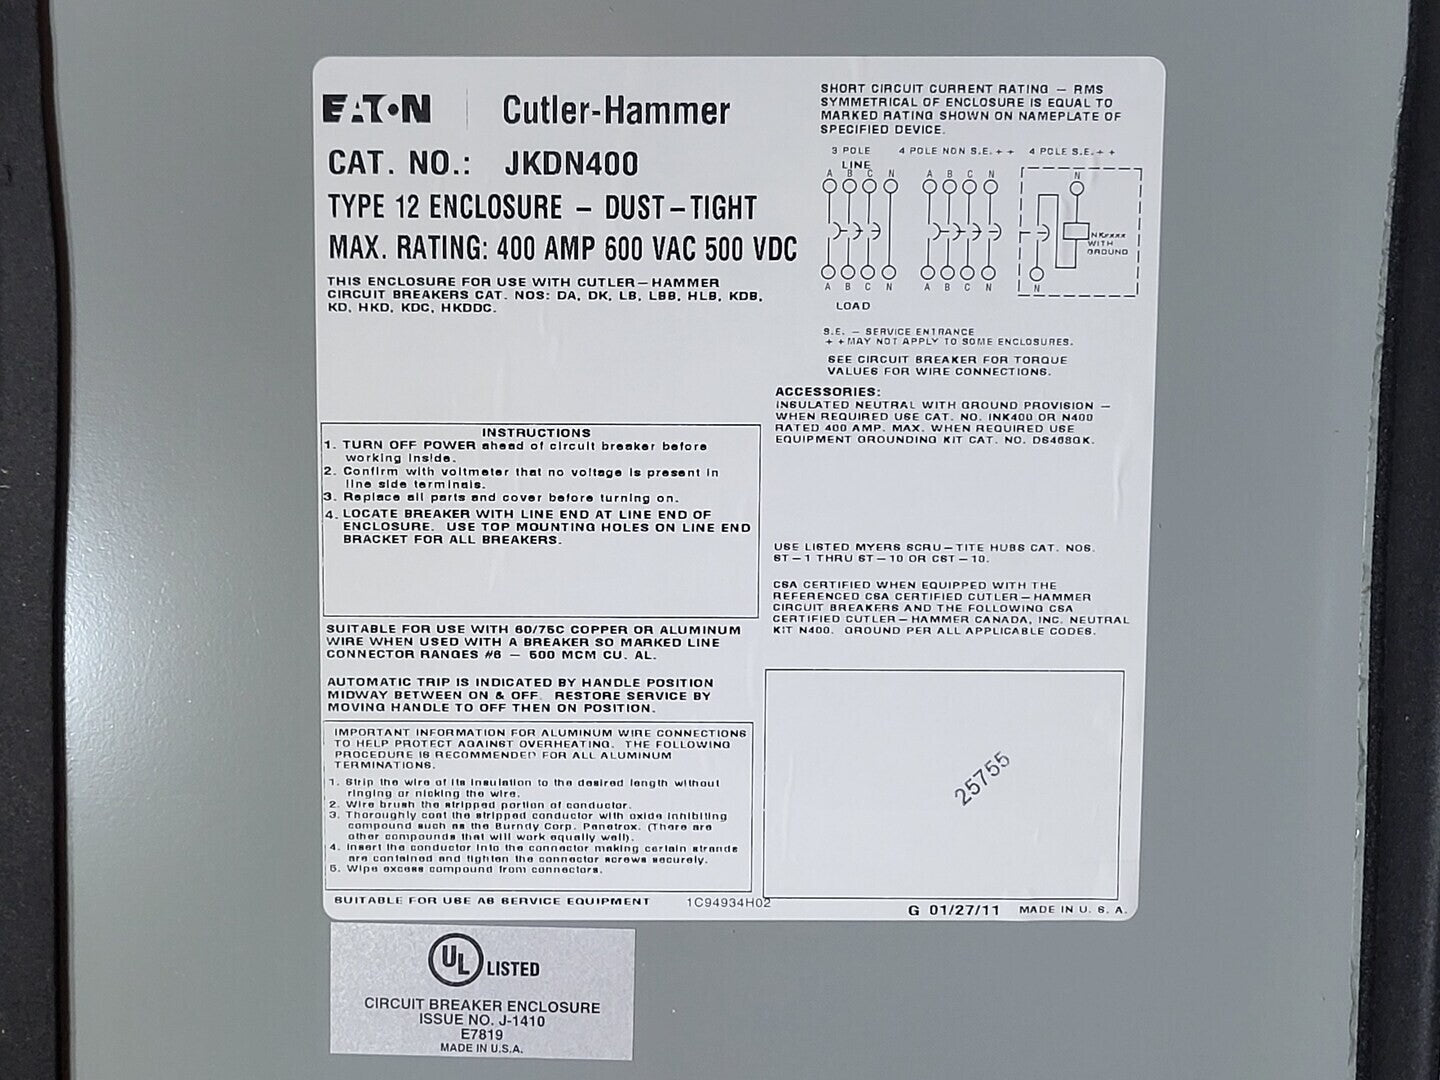 EATON Cutler-Hammer
CAT. NO.: JKDN400
TYPE 12 ENCLOSURE – DUST–TIGHT
MAX. RATING: 400 AMP 600 VAC 500 VDC
THIS ENCLOSURE FOR USE WITH CUTLER–HAMMER
CIRCUIT BREAKERS CAT. NOS: DA, DK, LB, LBB, HLB, KDB,
KD, HKD, KDC, HKDDC.
INSTRUCTIONS
1. TURN OFF POWER ahead of circuit breaker before
working inside.
2. Confirm with voltmeter that no voltage is present in
line side terminals.
3. Replace all parts and cover before turning on.
4. LOCATE BREAKER WITH LINE END AT LINE END OF
ENCLOSURE. USE TOP MOUNTING HOLES ON LINE END
BRACKET FOR ALL BREAKERS.
SUITABLE FOR USE WITH 60/75C COPPER OR ALUMINUM
WIRE WHEN USED WITH A BREAKER SO MARKED LINE
CONNECTOR RANGES #6 – 500 MCM CU. AL.
AUTOMATIC TRIP IS INDICATED BY HANDLE POSITION
MIDWAY BETWEEN ON & OFF. RESTORE SERVICE BY
MOVING HANDLE TO OFF THEN ON POSITION.
IMPORTANT INFORMATION FOR ALUMINUM WIRE CONNECTIONS
TO HELP PROTECT AGAINST OVERHEATING. THE FOLLOWING
PROCEDURE IS RECOMMENDED FOR ALL ALUMINUM
TERMINATIONS.
1. Strip the wire of its insulation to the desired length without
ringing or nicking the wire.
2. Wire brush the stripped portion of conductor.
3. Thoroughly coat the stripped conductor with oxide inhibiting
compound such as the Burndy Corp. Penetrox. (There are
other compounds that will work equally well).
4. Insert the conductor into the connector making certain strands
are contained and tighten the connector screws securely.
5. Wipe excess compound from connectors.
SUITABLE FOR USE AS SERVICE EQUIPMENT 1C94934H02
SHORT CIRCUIT CURRENT RATING – RMS
SYMMETRICAL OF ENCLOSURE IS EQUAL TO
MARKED RATING SHOWN ON NAMEPLATE OF
SPECIFIED DEVICE.
3 POLE 4 POLE NON S.E.++ 4 POLE S.E.++
LINE
A B C N A B C N N
NKxxxx
WITH
GROUND
A B C N A B C N N
LOAD
S.E. – SERVICE ENTRANCE
++MAY NOT APPLY TO SOME ENCLOSURES.
SEE CIRCUIT BREAKER FOR TORQUE
VALUES FOR WIRE CONNECTIONS.
ACCESSORIES:
INSULATED NEUTRAL WITH GROUND PROVISION –
WHEN REQUIRED USE CAT. NO. INK400 OR N400
RATED 400 AMP. MAX. WHEN REQUIRED USE
EQUIPMENT GROUNDING KIT CAT. NO. DS468GK.
USE LISTED MYERS SCRU–TITE HUBS CAT. NOS.
ST–1 THRU ST–10 OR CST–10.
CSA CERTIFIED WHEN EQUIPPED WITH THE
REFERENCED CSA CERTIFIED CUTLER–HAMMER
CIRCUIT BREAKERS AND THE FOLLOWING CSA
CERTIFIED CUTLER–HAMMER CANADA, INC. NEUTRAL
KIT N400. GROUND PER ALL APPLICABLE CODES.
25755
G 01/27/11 MADE IN U. S. A.
UL LISTED
CIRCUIT BREAKER ENCLOSURE
ISSUE NO. J-1410
E7819
MADE IN U.S.A.